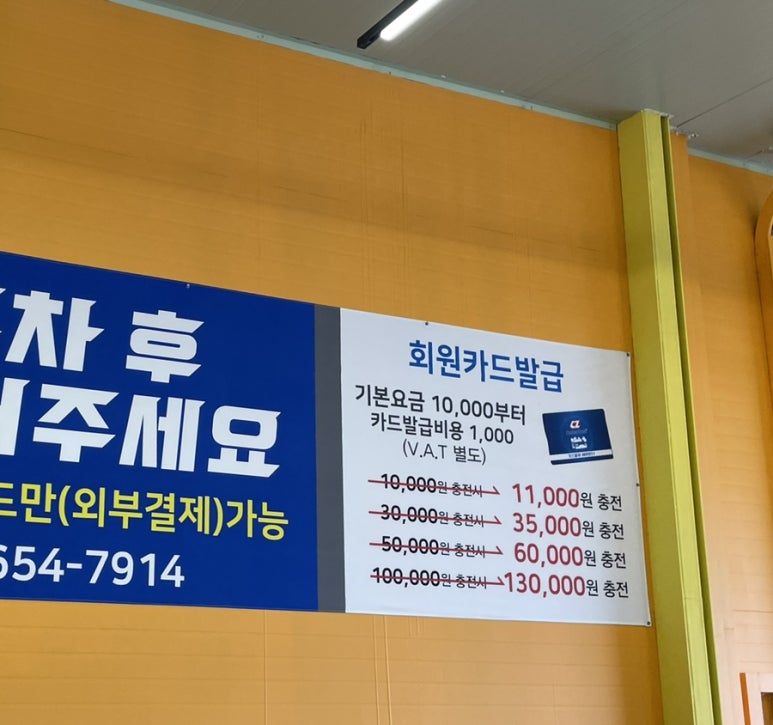 차 후
주세요
만(외부결제)가능
654-7914
회원카드발급
기본요금 10,000부터
카드발급비용 1,000
(V.A.T 별도)
10,000원 충전시 11,000원 충전
30,000원 충전시 35,000원 충전
50,000원 충전시 60,000원 충전
100,000원 충전시 130,000원 충전